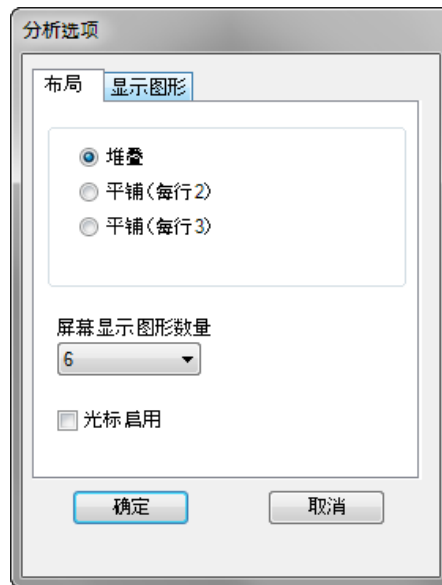 分析选项
布局 显示图形
堆叠
平铺(每行2)
平铺(每行3)
屏幕显示图形数量
6
光标启用
确定 取消